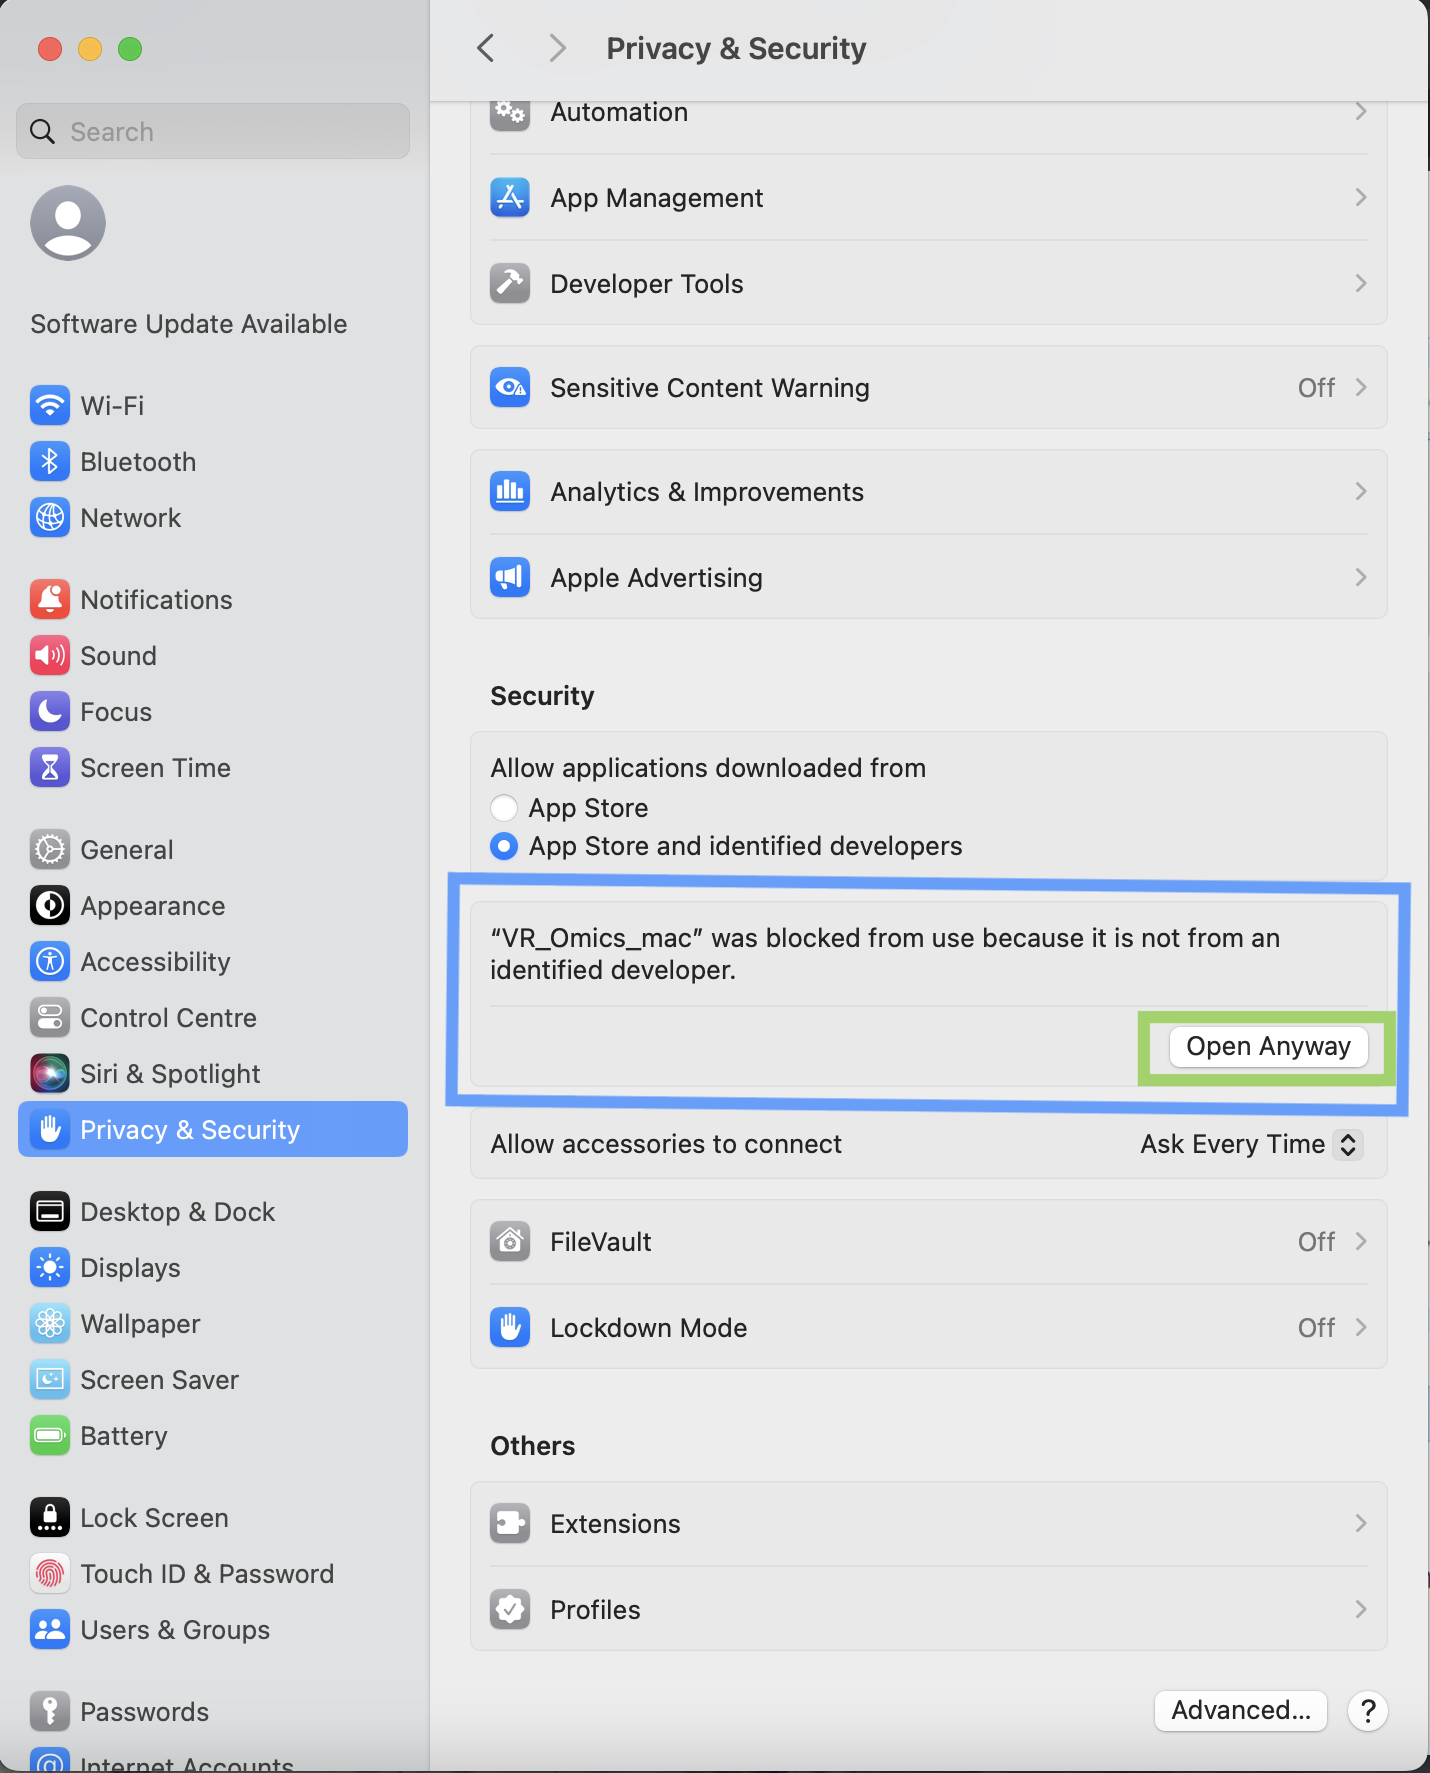 Search
Software Update Available
Wi-Fi
Bluetooth
Network
Notifications
Sound
Focus
Screen Time
General
Appearance
Accessibility
Control Centre
Siri & Spotlight
Privacy & Security
Desktop & Dock
Displays
Wallpaper
Screen Saver
Battery
Lock Screen
Touch ID & Password
Users & Groups
Passwords
Internet Accounts
Privacy & Security
Automation
App Management
Developer Tools
Sensitive Content Warning Off
Analytics & Improvements
Apple Advertising
Security
Allow applications downloaded from
App Store
App Store and identified developers
“VR_Omics_mac” was blocked from use because it is not from an
identified developer.
Open Anyway
Allow accessories to connect Ask Every Time
FileVault Off
Lockdown Mode Off
Others
Extensions
Profiles
Advanced... ?